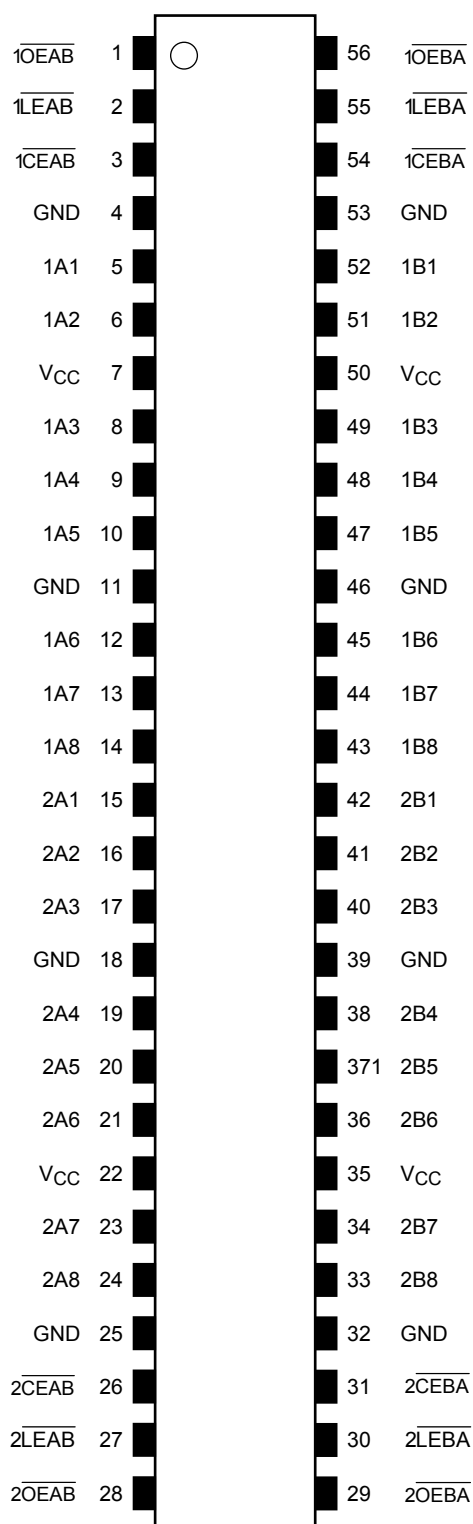 1OEAB 1 56 1OEBA
1LEAB 2 55 1LEBA
1CEAB 3 54 1CEBA
GND 4 53 GND
1A1 5 52 1B1
1A2 6 51 1B2
VCC 7 50 VCC
1A3 8 49 1B3
1A4 9 48 1B4
1A5 10 47 1B5
GND 11 46 GND
1A6 12 45 1B6
1A7 13 44 1B7
1A8 14 43 1B8
2A1 15 42 2B1
2A2 16 41 2B2
2A3 17 40 2B3
GND 18 39 GND
2A4 19 38 2B4
2A5 20 371 2B5
2A6 21 36 2B6
VCC 22 35 VCC
2A7 23 34 2B7
2A8 24 33 2B8
GND 25 32 GND
2CEAB 26 31 2CEBA
2LEAB 27 30 2LEBA
2OEAB 28 29 2OEBA